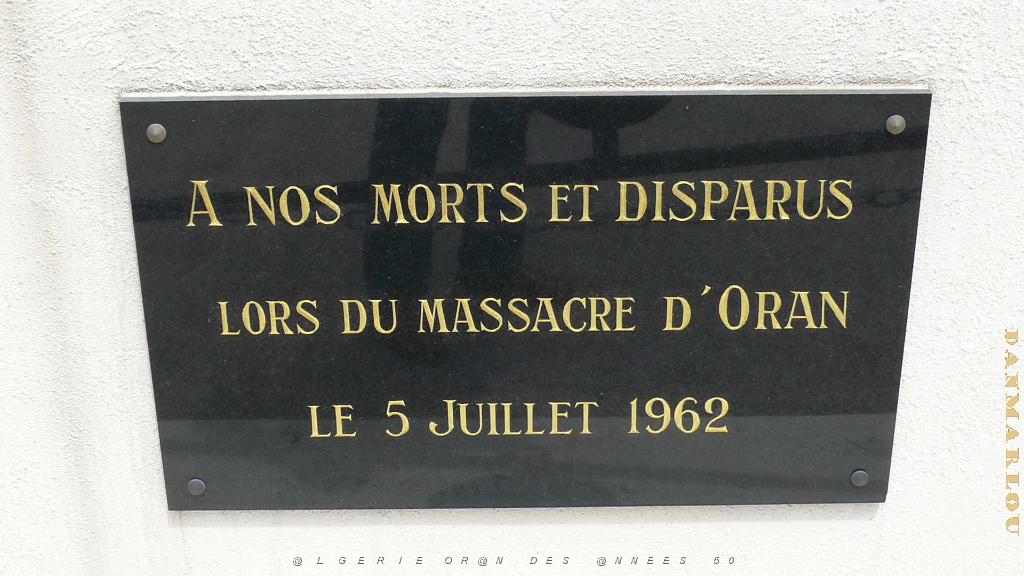 A NOS MORTS ET DISPARUS
LORS DU MASSACRE D'ORAN
LE 5 JUILLET 1962
DANMARLOU
@LGERIE OR@N DES @NNEES 50